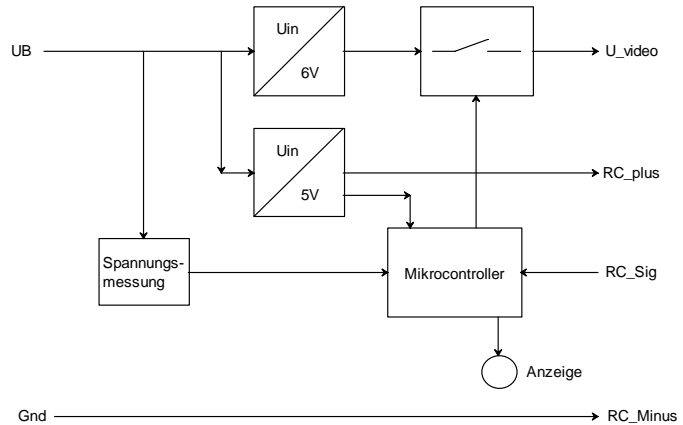 Uin
UB
U_video
6V
Uin
RC_plus
5V
Spannungs-
messung
Mikrocontroller
RC_Sig
Anzeige
Gnd
RC_Minus